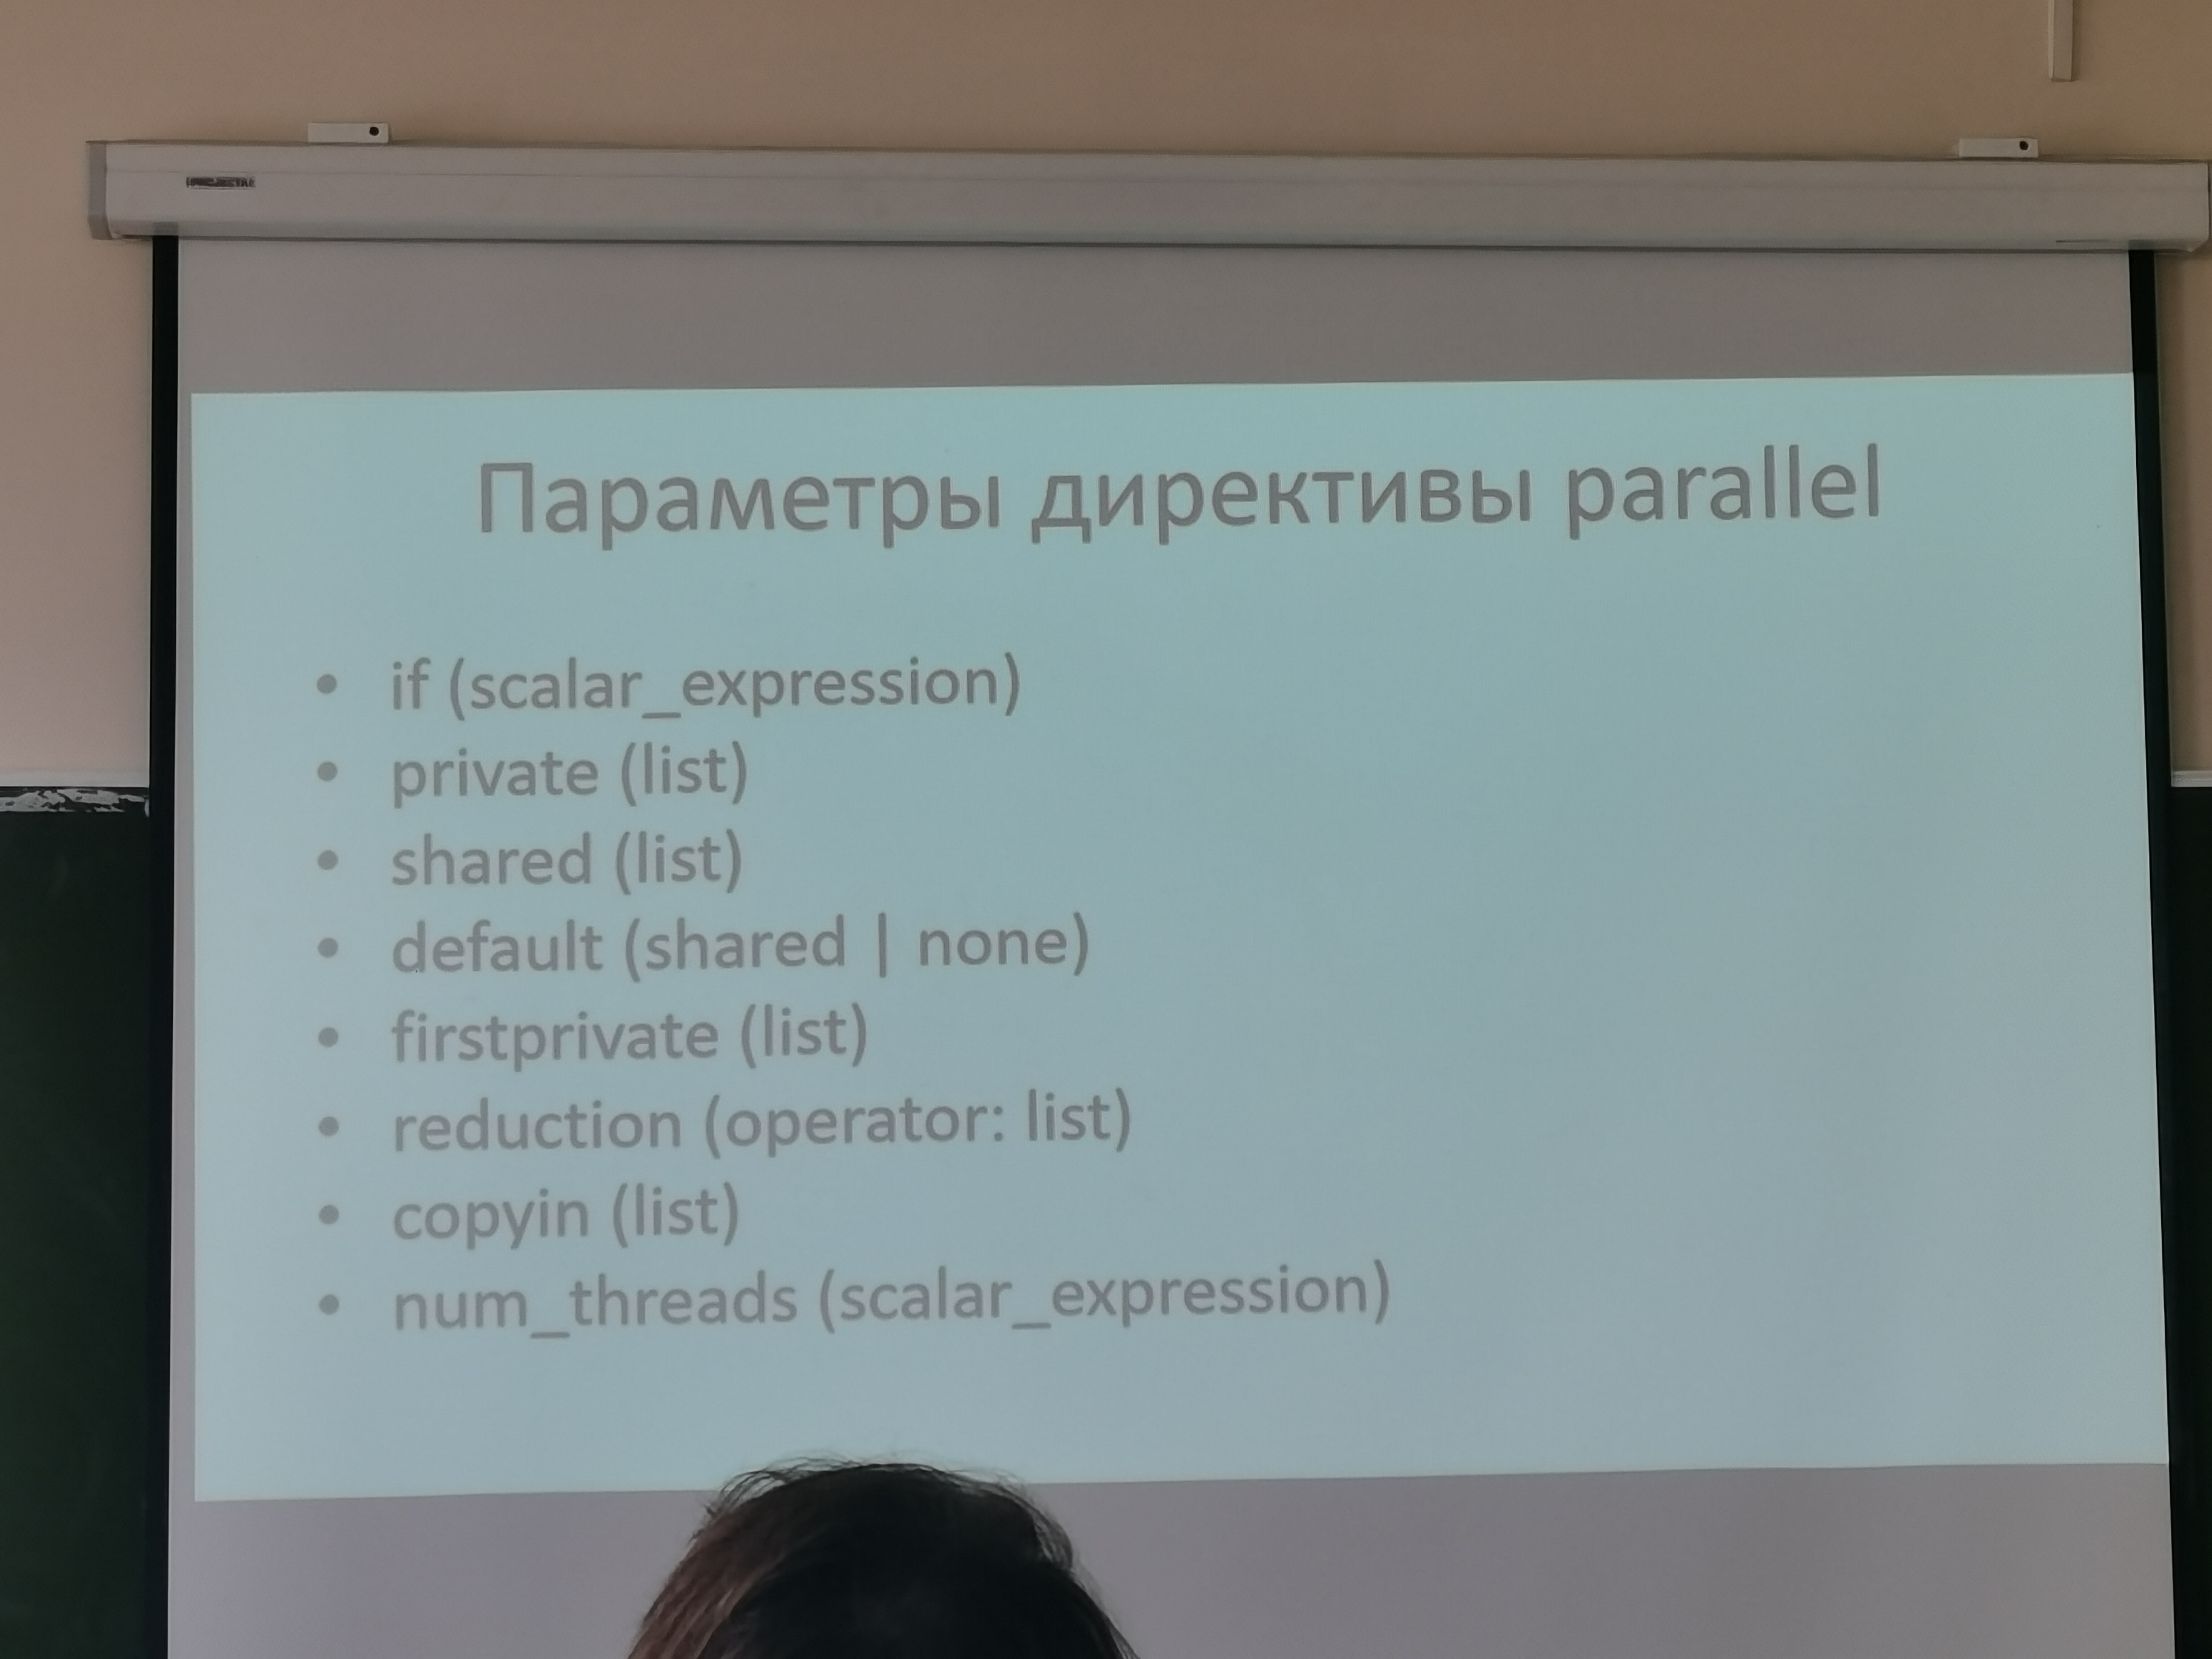 Параметры директивы parallel
• if (scalar_expression)
• private (list)
• shared (list)
• default (shared | none)
• firstprivate (list)
• reduction (operator: list)
• copyin (list)
• num_threads (scalar_expression)